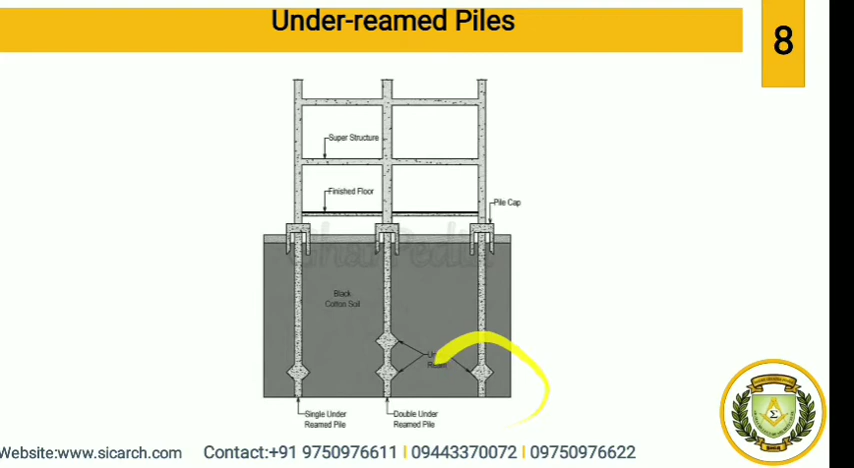 Under-reamed Piles
8
Super Structure
Finished Floor
Pile Cap
Black
Cotton Soil
Single Under
Reamed Pile
Double Under
Reamed Pile
Website:www.sicarch.com
Contact:+91 9750976611 I 09443370072 I 09750976622